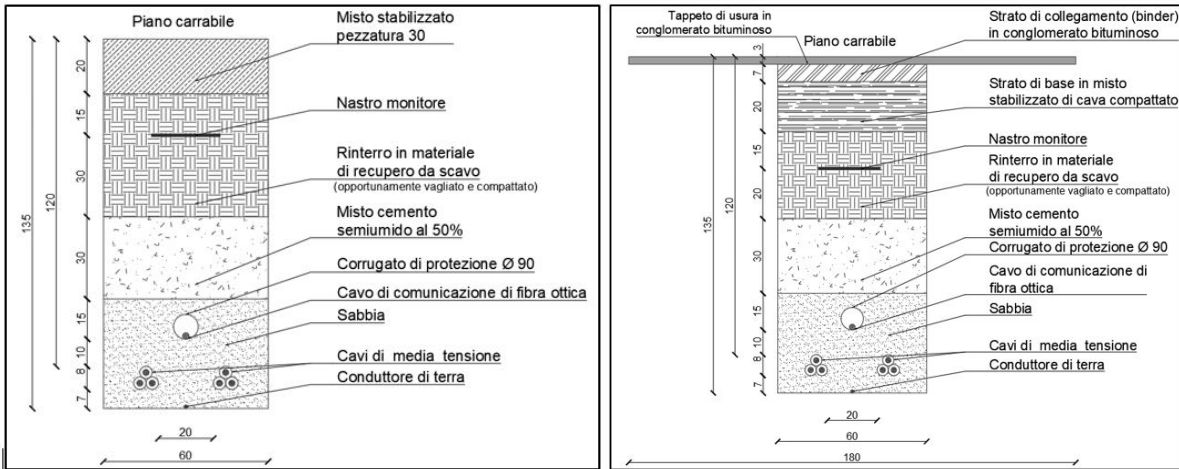 Piano carrabile
Misto stabilizzato
pezzatura 30
Nastro monitore
Rinterro in materiale
di recupero da scavo
(opportunamente vagliato e compattato)
Misto cemento
semiumido al 50%
Corrugato di protezione Ø 90
Cavo di comunicazione di fibra ottica
Sabbia
Cavi di media tensione
Conduttore di terra
135
120
20
15
30
30
15
10
8
7
20
60
Tappeto di usura in
conglomerato bituminoso
Piano carrabile
Strato di collegamento (binder)
in conglomerato bituminoso
Strato di base in misto
stabilizzato di cava compattato
Nastro monitore
Rinterro in materiale
di recupero da scavo
(opportunamente vagliato e compattato)
Misto cemento
semiumido al 50%
Corrugato di protezione Ø 90
Cavo di comunicazione di
fibra ottica
Sabbia
Cavi di media tensione
Conduttore di terra
135
120
3
7
20
15
20
30
15
10
8
7
20
60
180